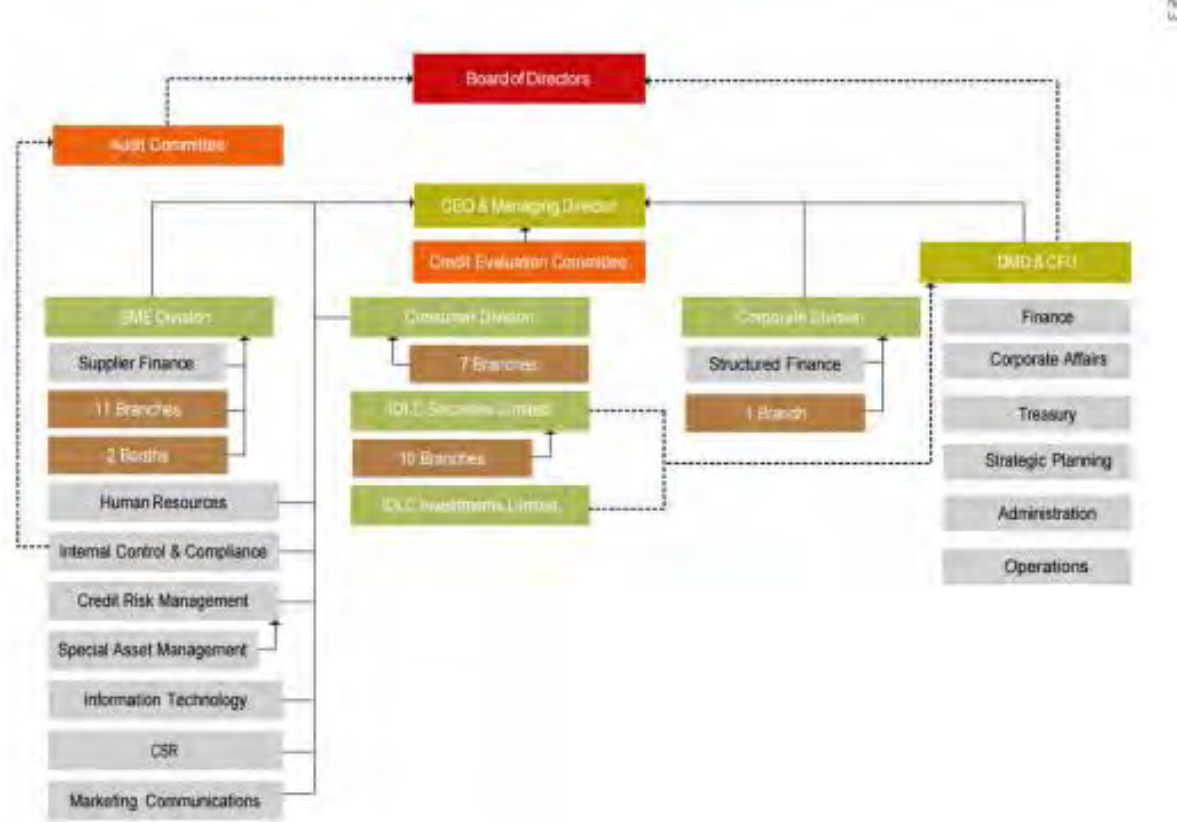 Board of Directors
Audit Committee
CEO & Managing Director
Credit Evaluation Committee
DMD & CFO
SME Division
Consumer Division
Corporate Division
Finance
Supplier Finance
7 Branches
Structured Finance
Corporate Affairs
11 Branches
IDLC Securities Limited
1 Branch
Treasury
2 Booths
10 Branches
Strategic Planning
Human Resources
IDLC Investments Limited
Administration
Internal Control & Compliance
Operations
Credit Risk Management
Special Asset Management
Information Technology
CSR
Marketing Communications